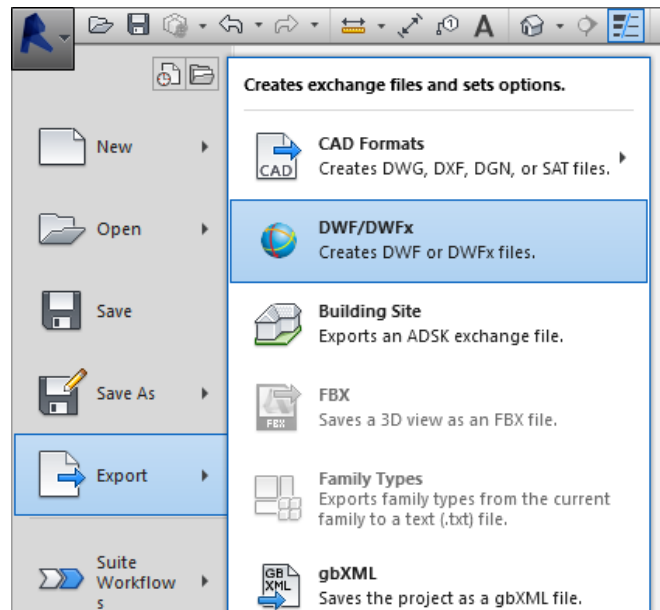 A
Creates exchange files and sets options.
New
Open
Save
Save As
Export
Suite
Workflow
s
CAD
CAD Formats
Creates DWG, DXF, DGN, or SAT files.
DWF/DWFx
Creates DWF or DWFx files.
Building Site
Exports an ADSK exchange file.
FBX
FBX
Saves a 3D view as an FBX file.
Family Types
Exports family types from the current
family to a text (.txt) file.
GB
XML
gbXML
Saves the project as a gbXML file.